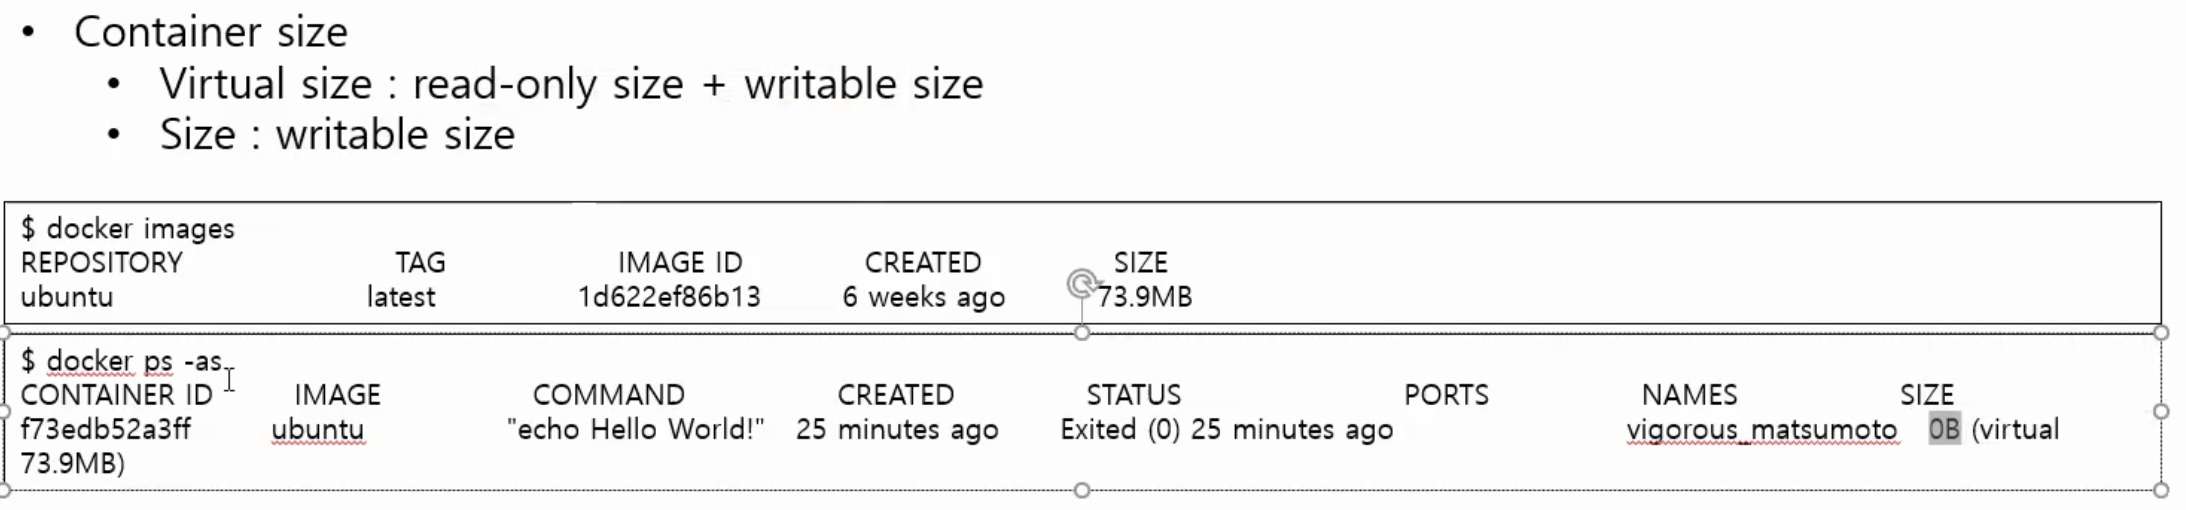 • Container size
• Virtual size : read-only size + writable size
• Size : writable size
$ docker images
REPOSITORY TAG IMAGE ID CREATED SIZE
ubuntu latest 1d622ef86b13 6 weeks ago 73.9MB
$ docker ps -as
CONTAINER ID IMAGE COMMAND CREATED STATUS PORTS NAMES SIZE
f73edb52a3ff ubuntu "echo Hello World!" 25 minutes ago Exited (0) 25 minutes ago vigorous_matsumoto 0B (virtual
73.9MB)